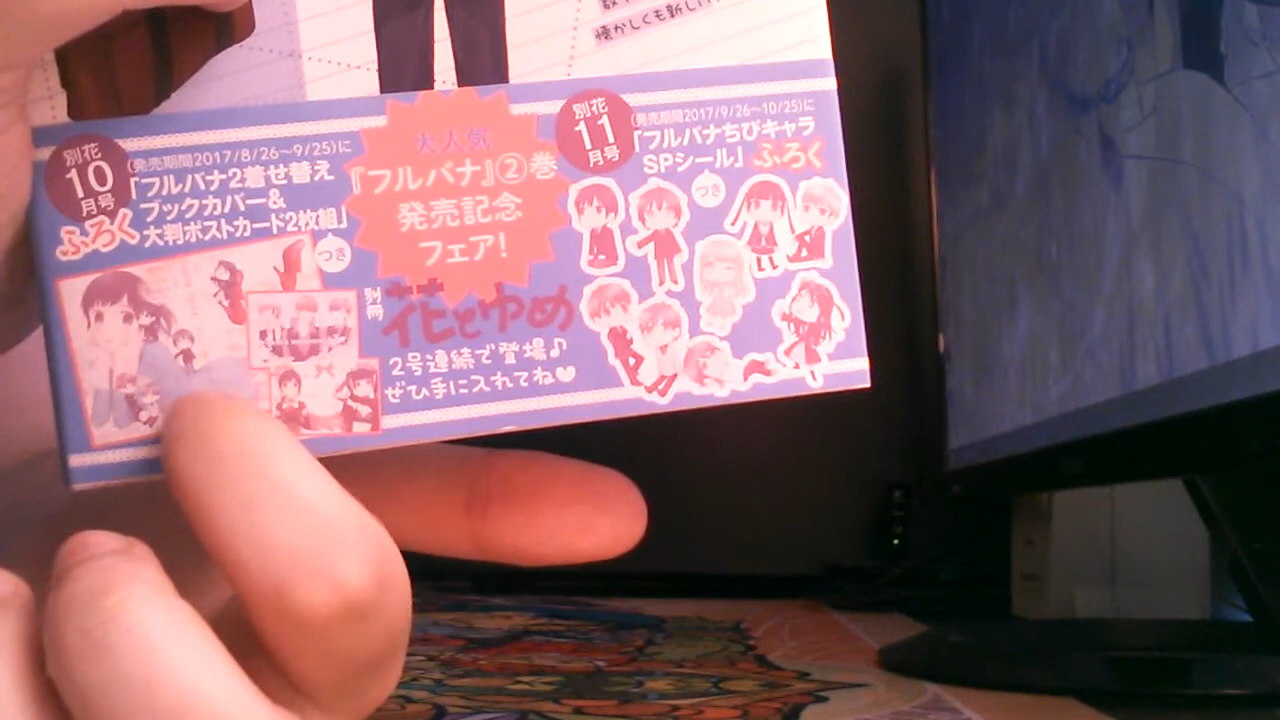 懐かしくも新しい
別花
10
月号
(発売期間2017/8/26〜9/25)に
「フルバナ2着せ替え
ブックカバー&
大判ポストカード2枚組」
ふろく
つき
大人気
『フルバナ』②巻
発売記念
フェア!
別冊
花とゆめ
2号連続で登場♪
ぜひ手に入れてね♥
別花
11
月号
(発売期間2017/9/26〜10/25)に
「フルバナちびキャラ
SPシール」ふろく
つき